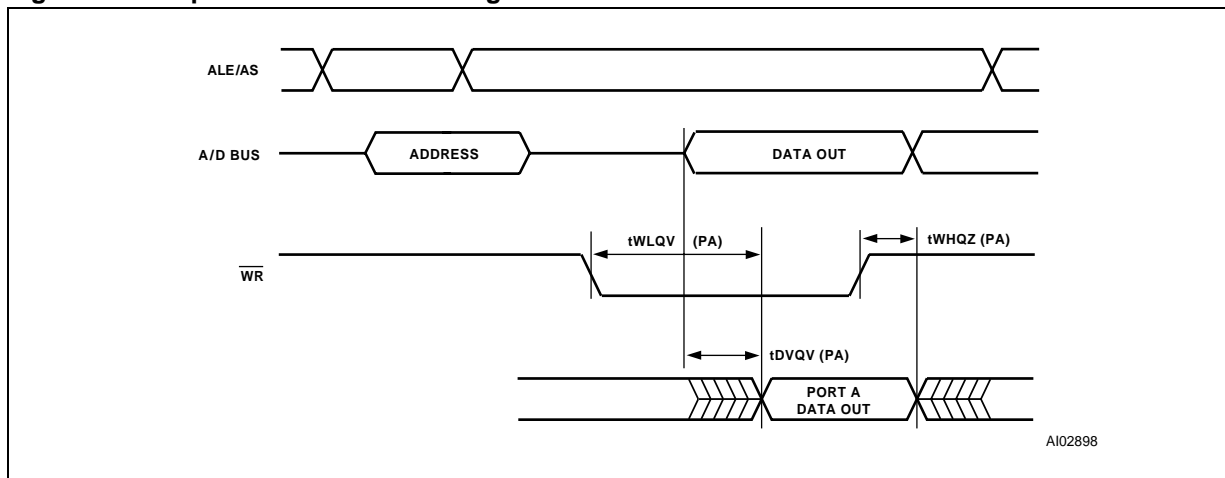 ALE/AS
A/D BUS
ADDRESS
DATA OUT
tWLQV (PA)
tWHQZ (PA)
WR
tDVQV (PA)
PORT A
DATA OUT
AI02898